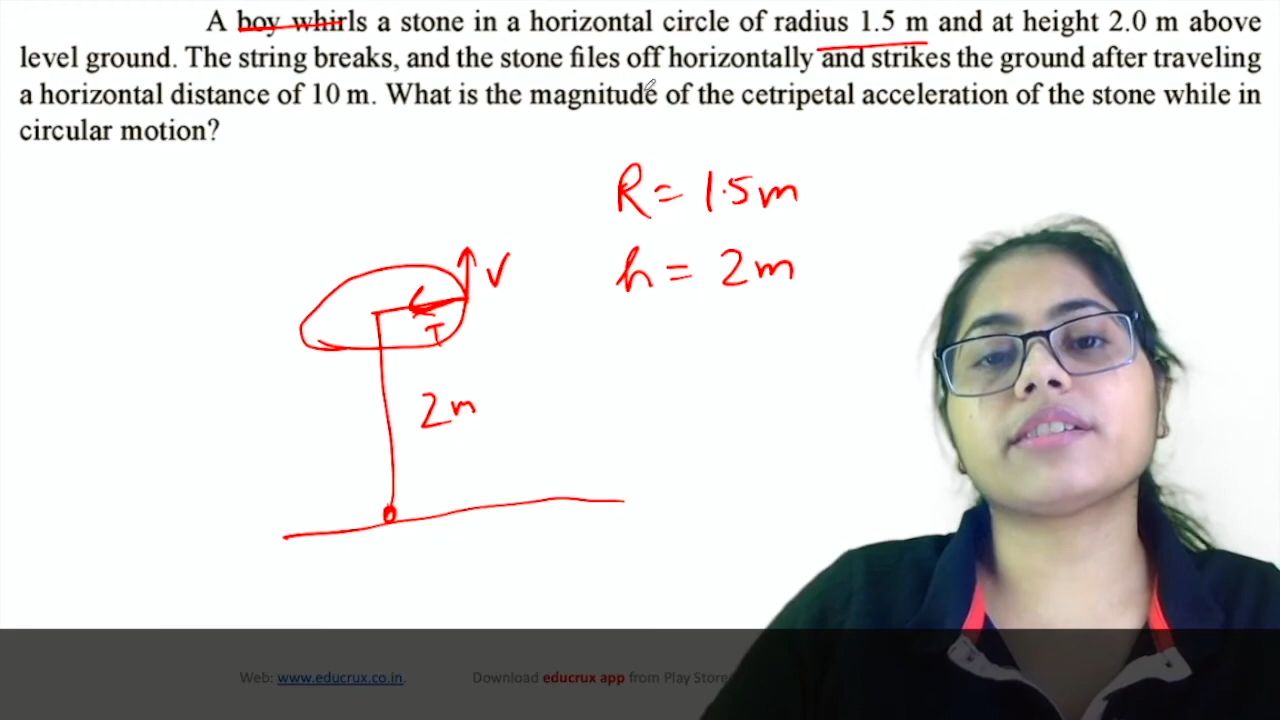 A boy whirls a stone in a horizontal circle of radius 1.5 m and at height 2.0 m above
level ground. The string breaks, and the stone files off horizontally and strikes the ground after traveling
a horizontal distance of 10 m. What is the magnitude of the cetripetal acceleration of the stone while in
circular motion?
R = 1.5m
h = 2m
V
T
2m
Web: www.educrux.co.in.
Download educrux app from Play Store